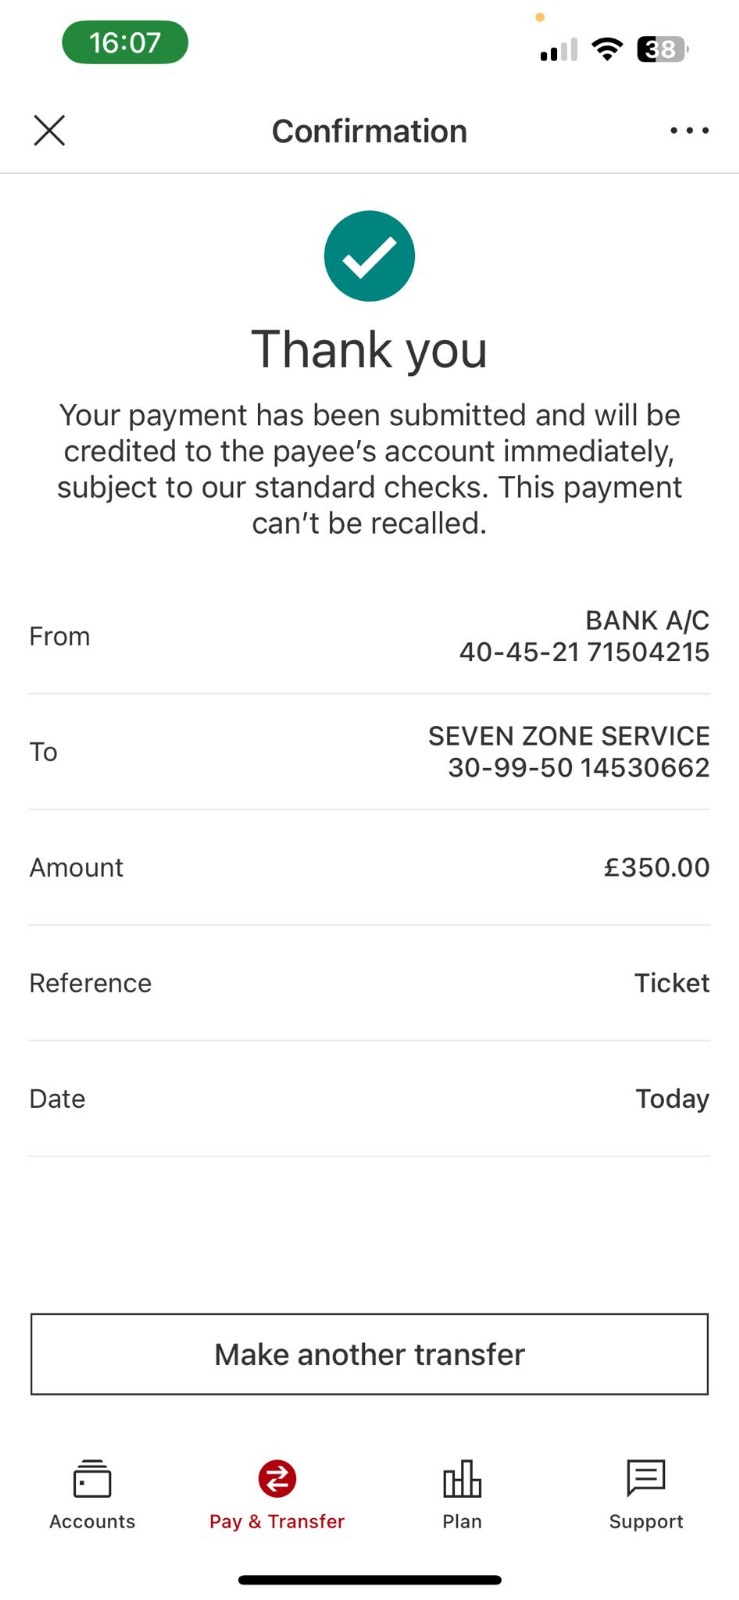 16:07
38
Confirmation
Thank you
Your payment has been submitted and will be
credited to the payee’s account immediately,
subject to our standard checks. This payment
can’t be recalled.
From
BANK A/C
40-45-21 71504215
To
SEVEN ZONE SERVICE
30-99-50 14530662
Amount
£350.00
Reference
Ticket
Date
Today
Make another transfer
Accounts
Pay & Transfer
Plan
Support